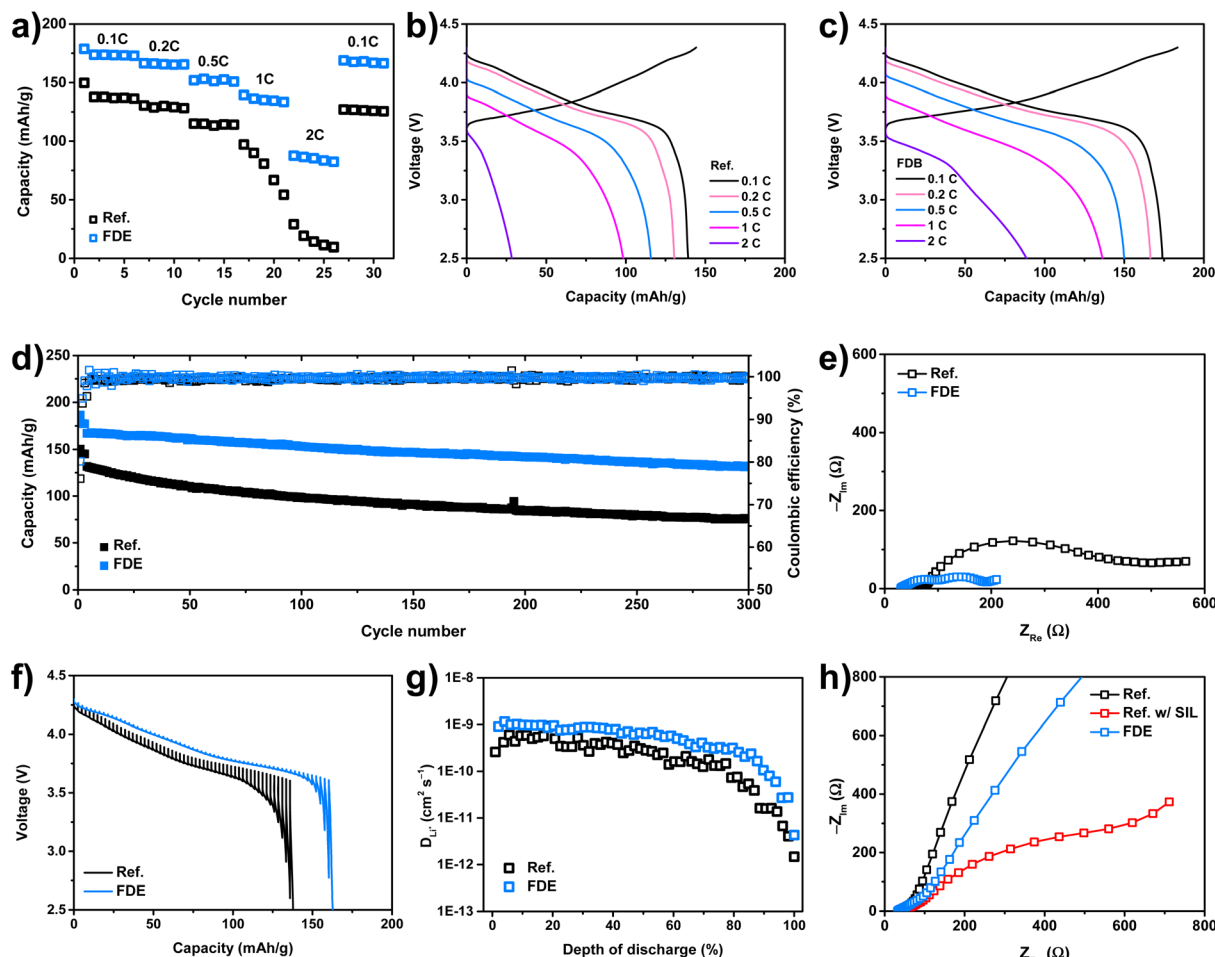 a)
200
150
100
50
0
0 5 10 15 20 25 30
Capacity (mAh/g)
Cycle number
0.1C
0.2C
0.5C
1C
2C
0.1C
Ref.
FDE
b)
4.5
4.0
3.5
3.0
2.5
0 50 100 150 200
Voltage (V)
Capacity (mAh/g)
Ref.
0.1 C
0.2 C
0.5 C
1 C
2 C
c)
4.5
4.0
3.5
3.0
2.5
0 50 100 150 200
Voltage (V)
Capacity (mAh/g)
FDB
0.1 C
0.2 C
0.5 C
1 C
2 C
d)
250
200
150
100
50
0
0 50 100 150 200 250 300
Capacity (mAh/g)
Cycle number
100
90
80
70
60
50
Coulombic efficiency (%)
Ref.
FDE
e)
600
400
200
0
0 200 400 600
−Z_Im (Ω)
Z_Re (Ω)
Ref.
FDE
f)
4.5
4.0
3.5
3.0
2.5
0 50 100 150 200
Voltage (V)
Capacity (mAh/g)
Ref.
FDE
g)
1E-8
1E-9
1E-10
1E-11
1E-12
1E-13
0 20 40 60 80 100
D_Li⁺ (cm² s⁻¹)
Depth of discharge (%)
Ref.
FDE
h)
800
600
400
200
0
0 200 400 600 800
−Z_Im (Ω)
Ref.
Ref. w/ SIL
FDE